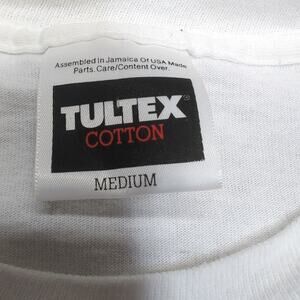 Assembled In Jamaica Of USA Made
Parts. Care/Content Over.
TULTEX®
COTTON
MEDIUM